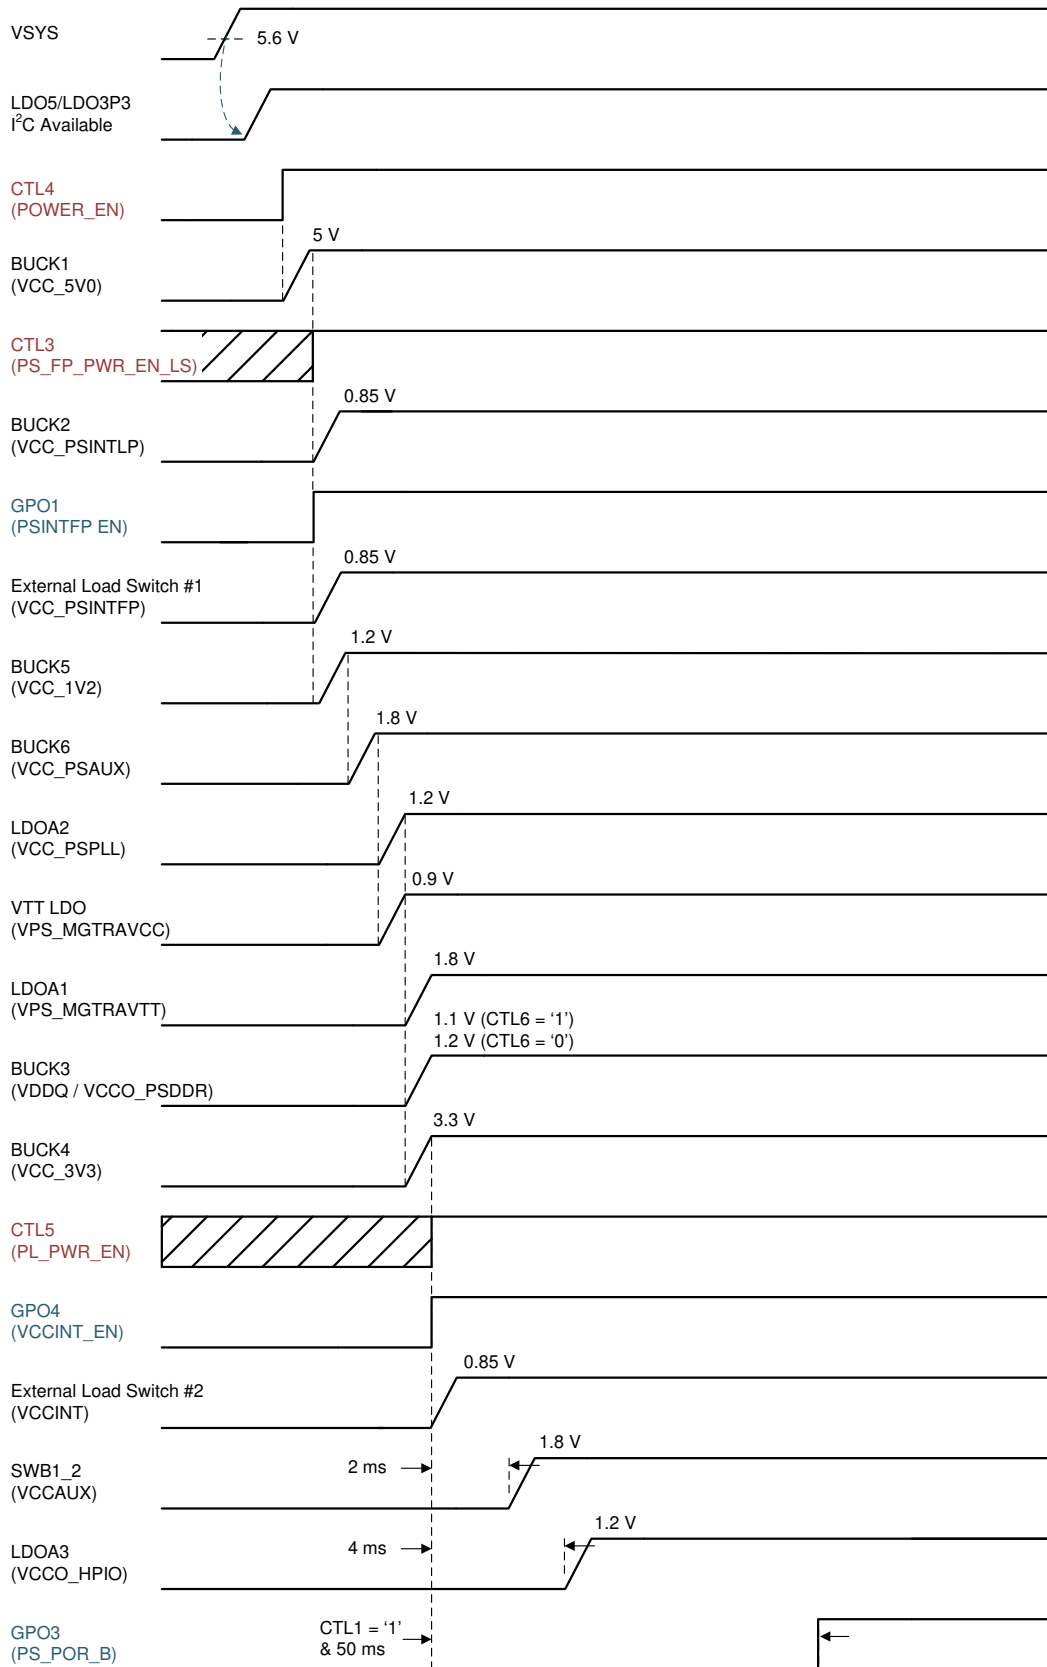 VSYS
5.6 V
LDO5/LDO3P3
I²C Available
CTL4
(POWER_EN)
5 V
BUCK1
(VCC_5V0)
CTL3
(PS_FP_PWR_EN_LS)
0.85 V
BUCK2
(VCC_PSINTLP)
GPO1
(PSINTFP EN)
0.85 V
External Load Switch #1
(VCC_PSINTFP)
1.2 V
BUCK5
(VCC_1V2)
1.8 V
BUCK6
(VCC_PSAUX)
1.2 V
LDOA2
(VCC_PSPLL)
0.9 V
VTT LDO
(VPS_MGTRAVCC)
1.8 V
LDOA1
(VPS_MGTRAVTT)
1.1 V (CTL6 = ‘1’)
1.2 V (CTL6 = ‘0’)
BUCK3
(VDDQ / VCCO_PSDDR)
3.3 V
BUCK4
(VCC_3V3)
CTL5
(PL_PWR_EN)
GPO4
(VCCINT_EN)
0.85 V
External Load Switch #2
(VCCINT)
1.8 V
SWB1_2
(VCCAUX)
2 ms
1.2 V
LDOA3
(VCCO_HPIO)
4 ms
GPO3
(PS_POR_B)
CTL1 = ‘1’
& 50 ms